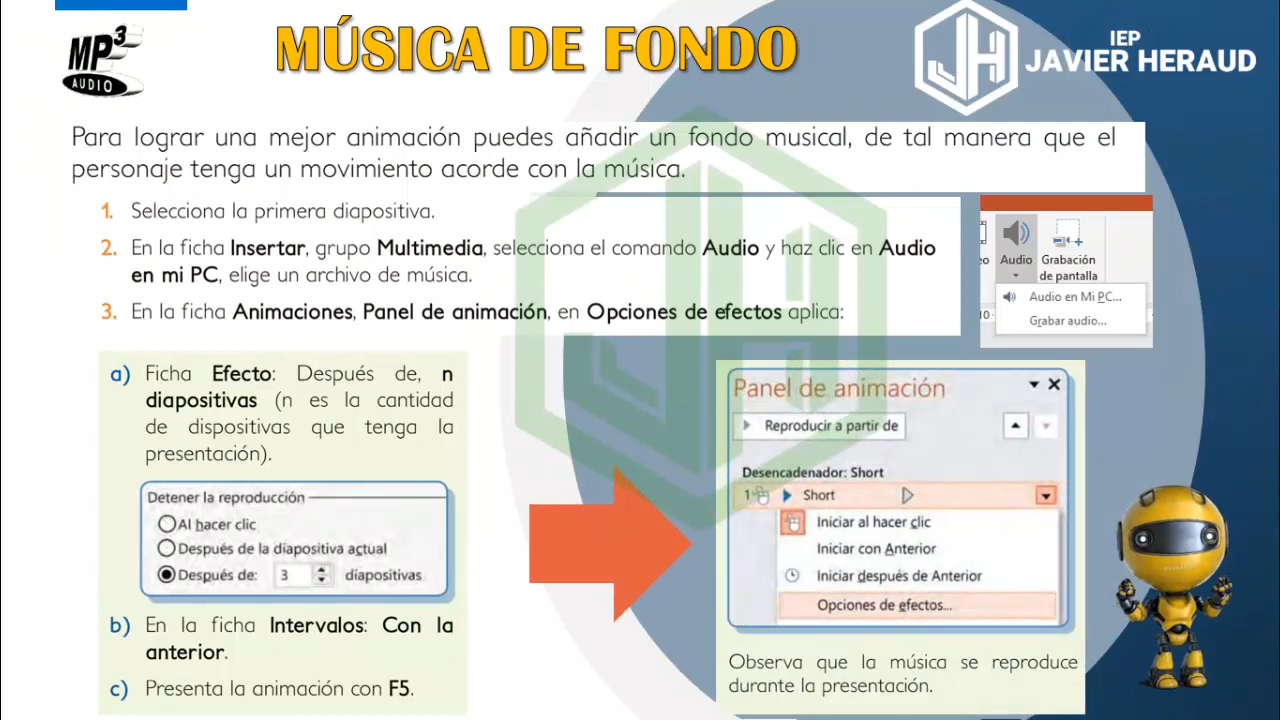 MP3
AUDIO
MÚSICA DE FONDO
JH
IEP
JAVIER HERAUD
Para lograr una mejor animación puedes añadir un fondo musical, de tal manera que el
personaje tenga un movimiento acorde con la música.
1. Selecciona la primera diapositiva.
2. En la ficha Insertar, grupo Multimedia, selecciona el comando Audio y haz clic en Audio
en mi PC, elige un archivo de música.
3. En la ficha Animaciones, Panel de animación, en Opciones de efectos aplica:
eo
Audio
Grabación
de pantalla
Audio en Mi PC...
10
Grabar audio...
a) Ficha Efecto: Después de, n
diapositivas (n es la cantidad
de dispositivas que tenga la
presentación).
Detener la reproducción
Al hacer clic
Después de la diapositiva actual
Después de: 3 diapositivas
b) En la ficha Intervalos: Con la
anterior.
c) Presenta la animación con F5.
Panel de animación
Reproducir a partir de
Desencadenador: Short
1 Short
Iniciar al hacer clic
Iniciar con Anterior
Iniciar después de Anterior
Opciones de efectos...
Observa que la música se reproduce
durante la presentación.